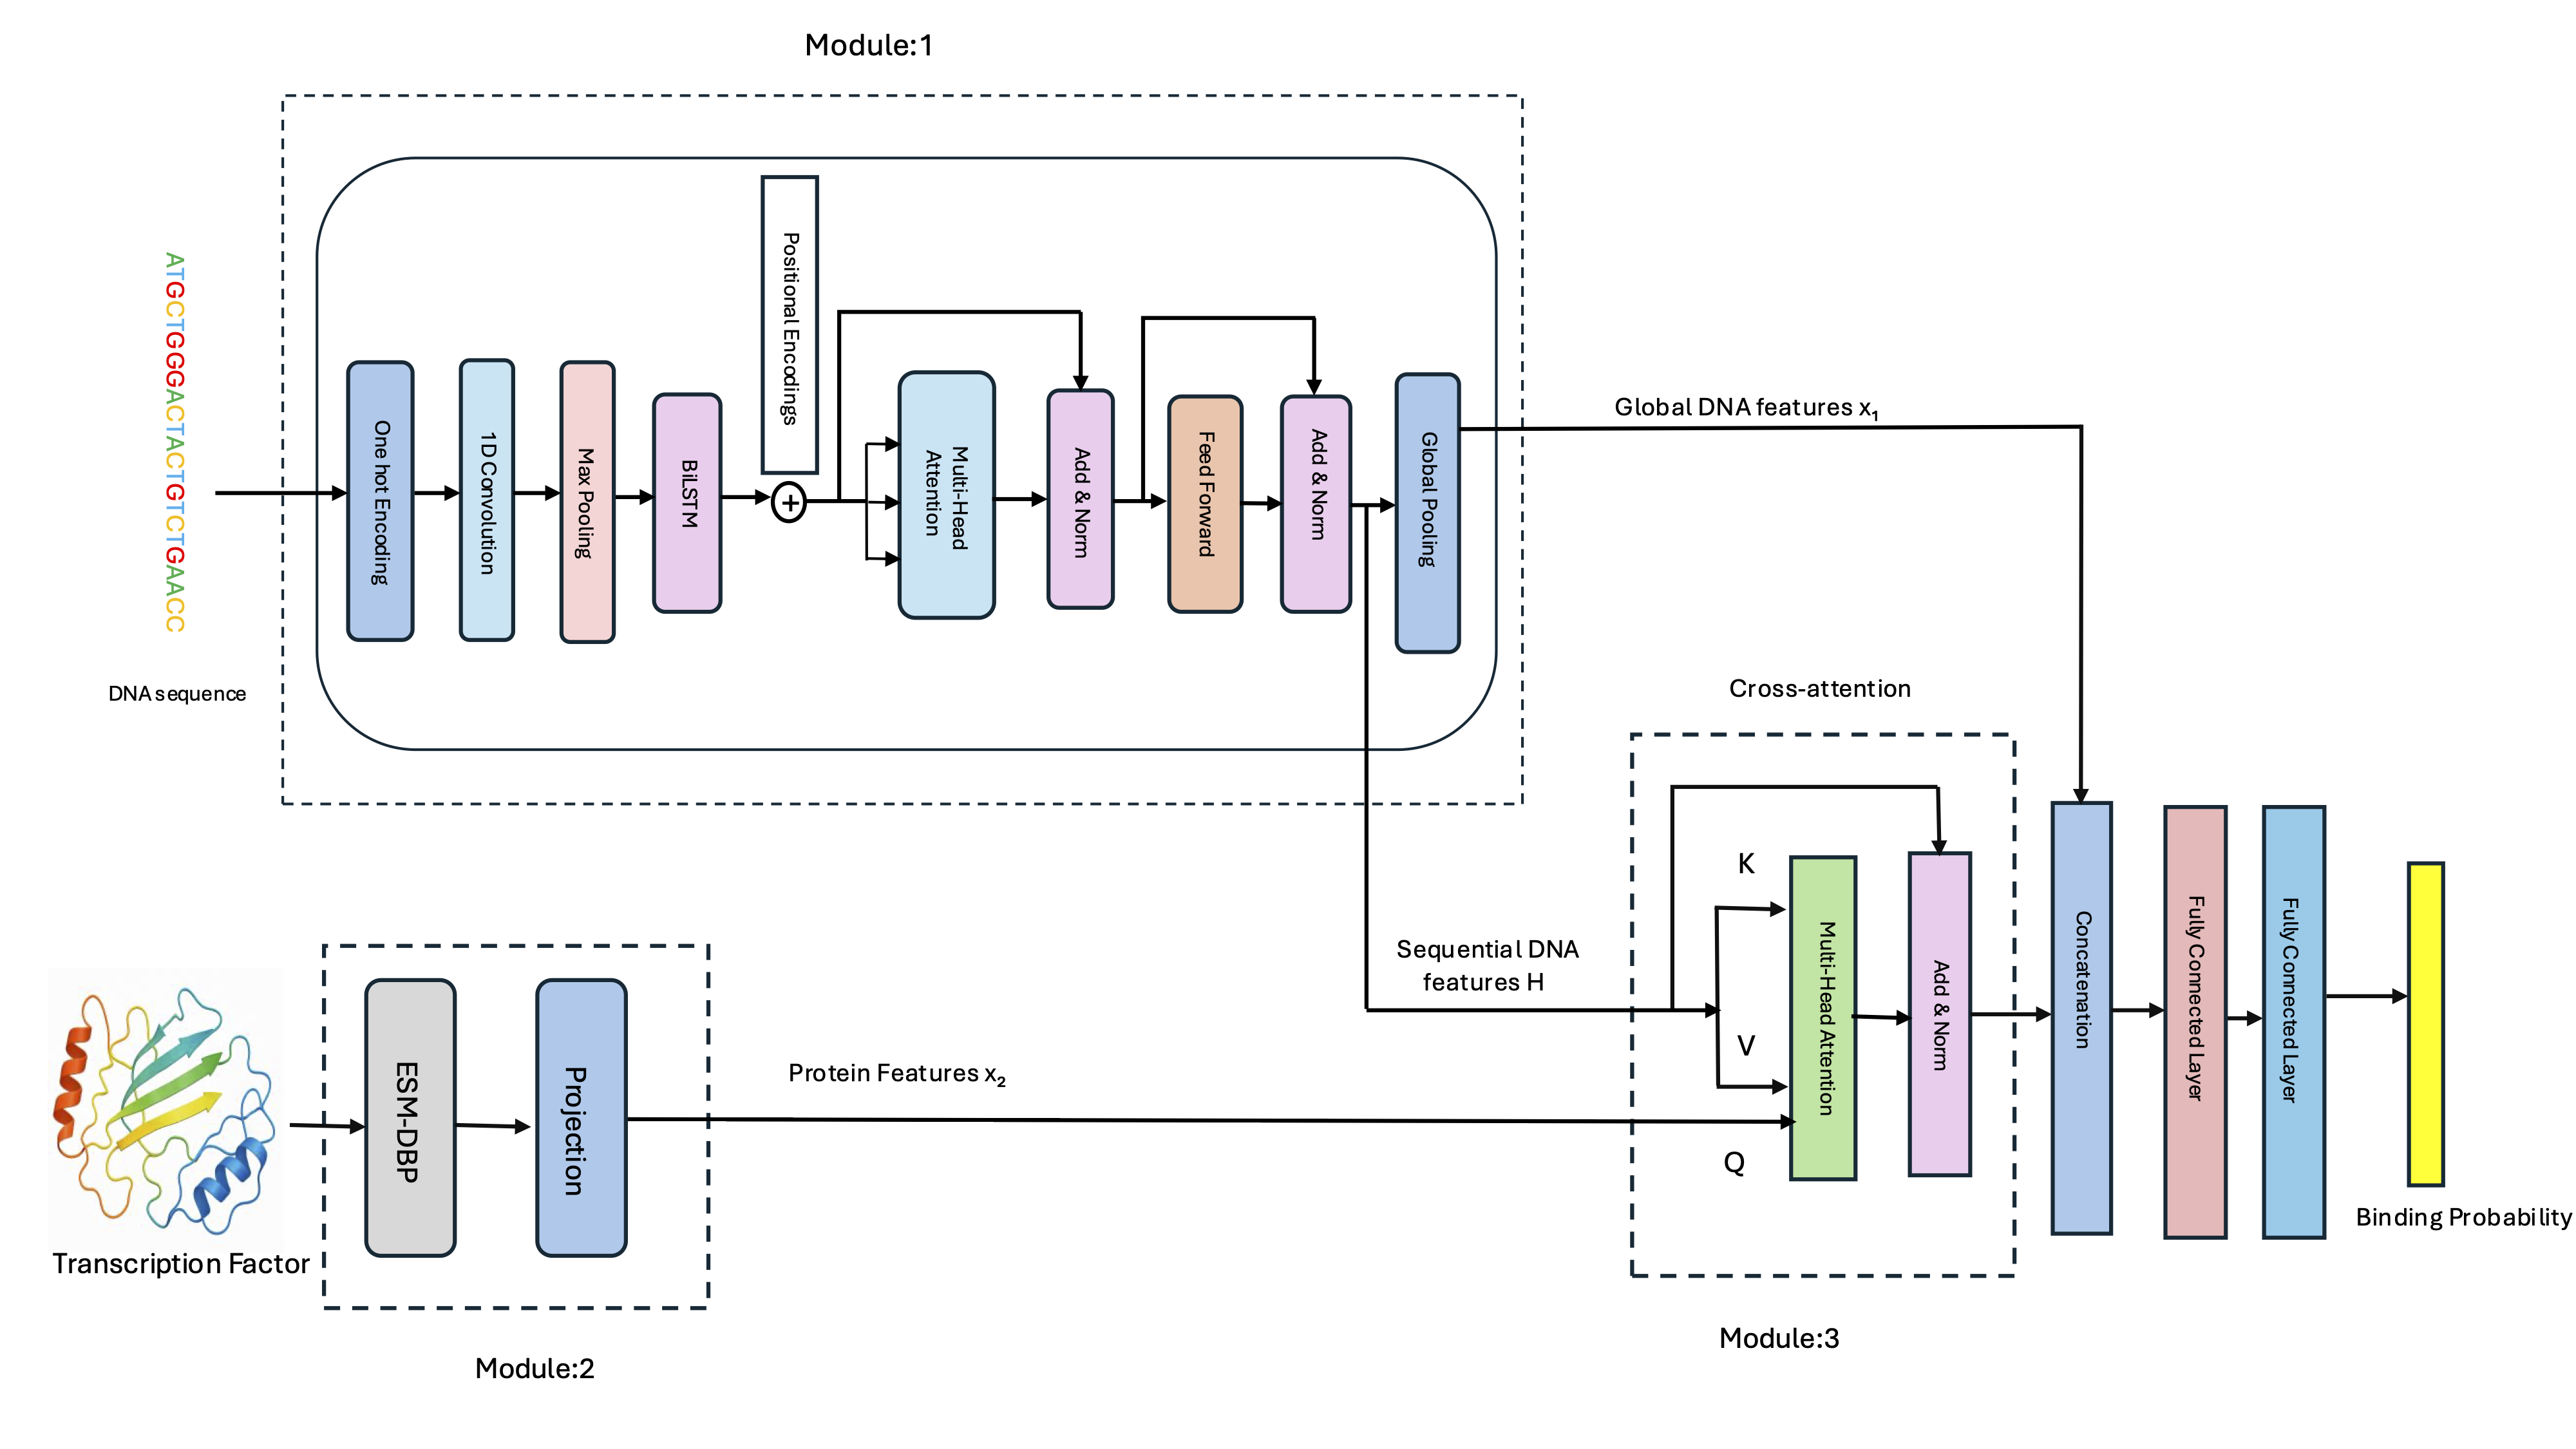 Module:1
ATGCTGGGACTACTGTCTGAACC
DNA sequence
One hot Encoding
1D Convolution
Max Pooling
BiLSTM
Positional Encodings
+
Multi-Head
Attention
Add & Norm
Feed Forward
Add & Norm
Global Pooling
Global DNA features x₁
Cross-attention
Sequential DNA
features H
K
V
Q
Multi-Head Attention
Add & Norm
Concatenation
Fully Connected Layer
Fully Connected Layer
Binding Probability
Module:3
Transcription Factor
ESM-DBP
Projection
Protein Features x₂
Module:2